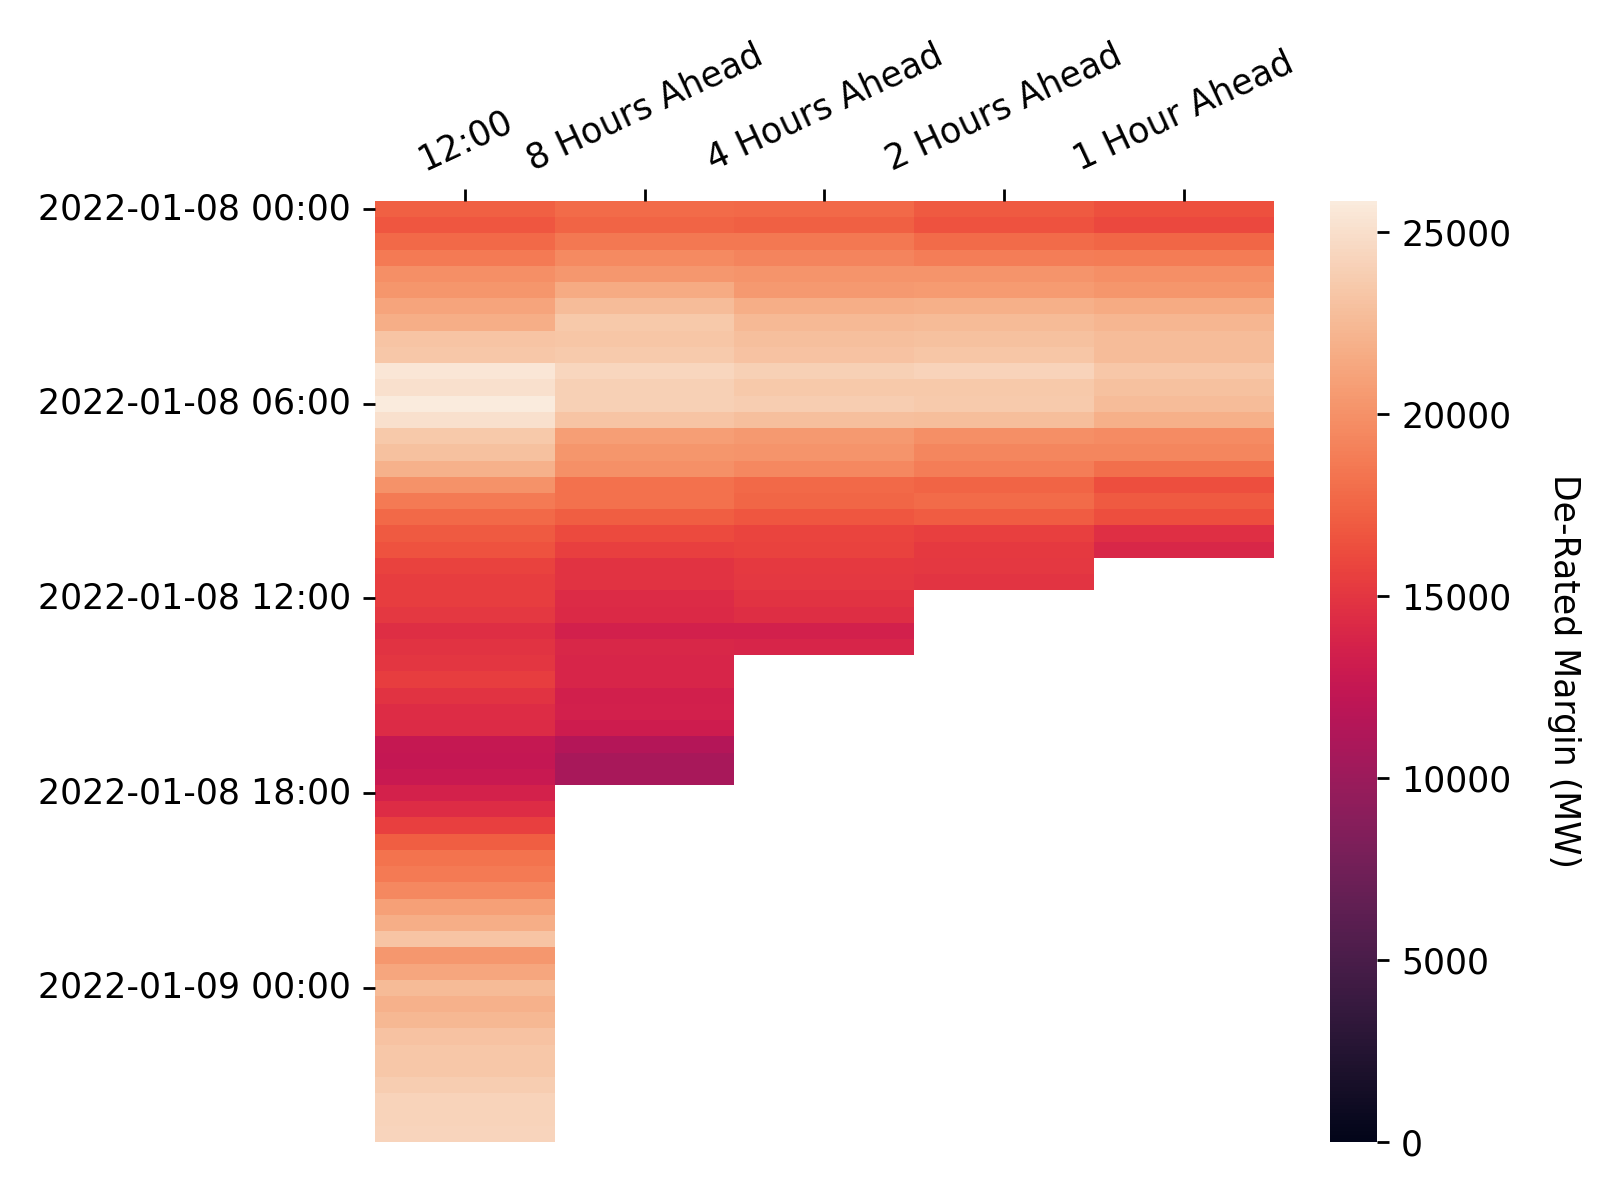 12:00
8 Hours Ahead
4 Hours Ahead
2 Hours Ahead
1 Hour Ahead
2022-01-08 00:00
2022-01-08 06:00
2022-01-08 12:00
2022-01-08 18:00
2022-01-09 00:00
25000
20000
15000
10000
5000
0
De-Rated Margin (MW)